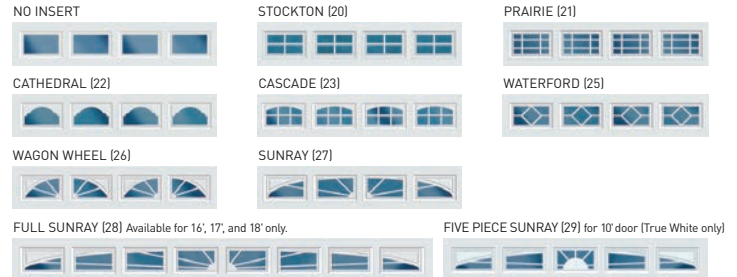 NO INSERT
STOCKTON (20)
PRAIRIE (21)
CATHEDRAL (22)
CASCADE (23)
WATERFORD (25)
WAGON WHEEL (26)
SUNRAY (27)
FULL SUNRAY (28) Available for 16', 17', and 18' only.
FIVE PIECE SUNRAY (29) for 10' door (True White only)